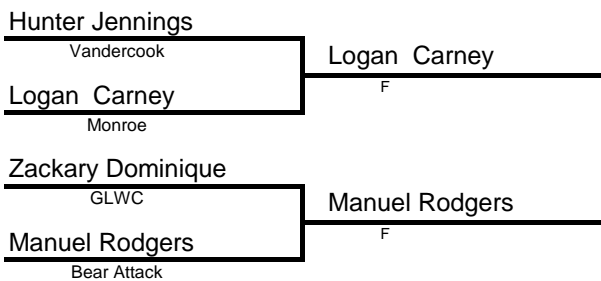 Hunter Jennings
Vandercook
Logan Carney
F
Logan Carney
Monroe
Zackary Dominique
GLWC
Manuel Rodgers
F
Manuel Rodgers
Bear Attack